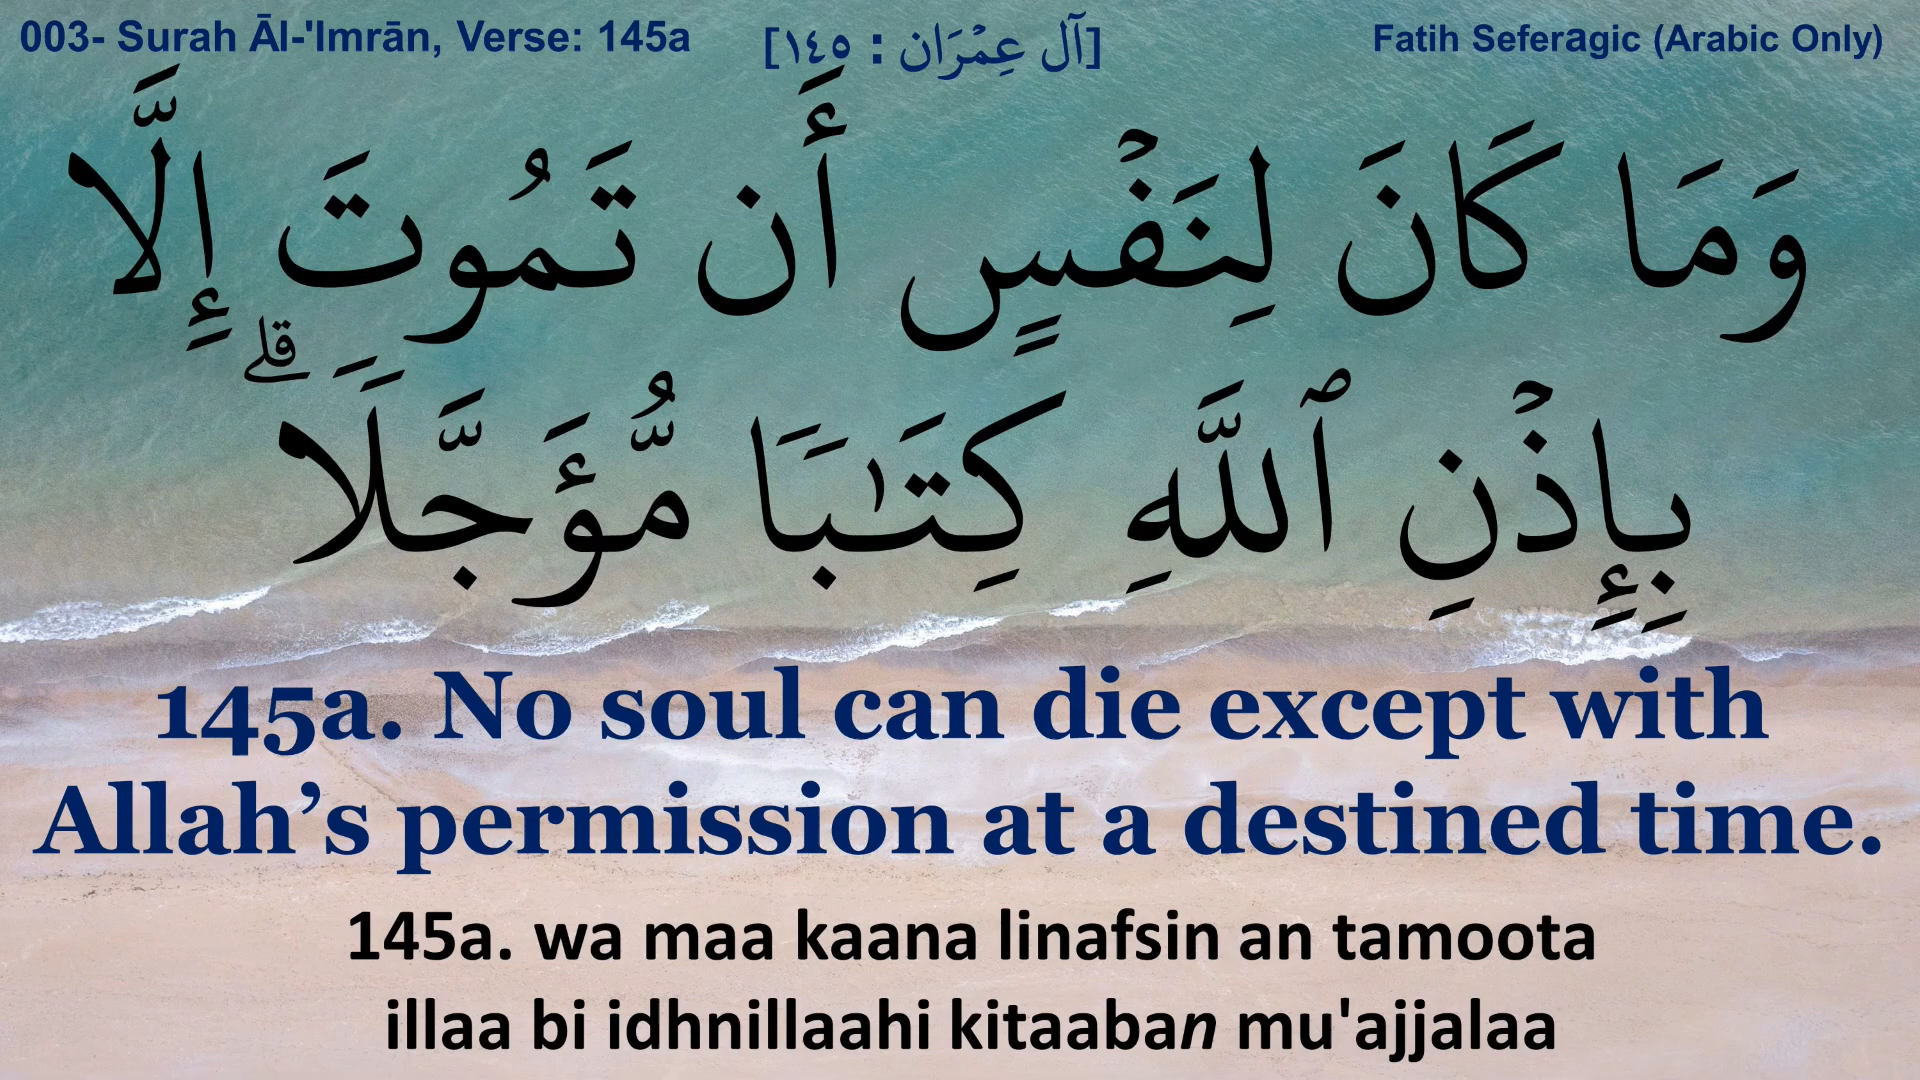 003- Surah Āl-'Imrān, Verse: 145a
[آل عِمْرَان : ١٤٥]
Fatih Seferagic (Arabic Only)
وَمَا كَانَ لِنَفْسٍ أَن تَمُوتَ إِلَّا
بِإِذْنِ ٱللَّهِ كِتَـٰبًا مُّؤَجَّلًا ۗ
145a. No soul can die except with
Allah’s permission at a destined time.
145a. wa maa kaana linafsin an tamoota
illaa bi idhnillaahi kitaaban mu'ajjalaa